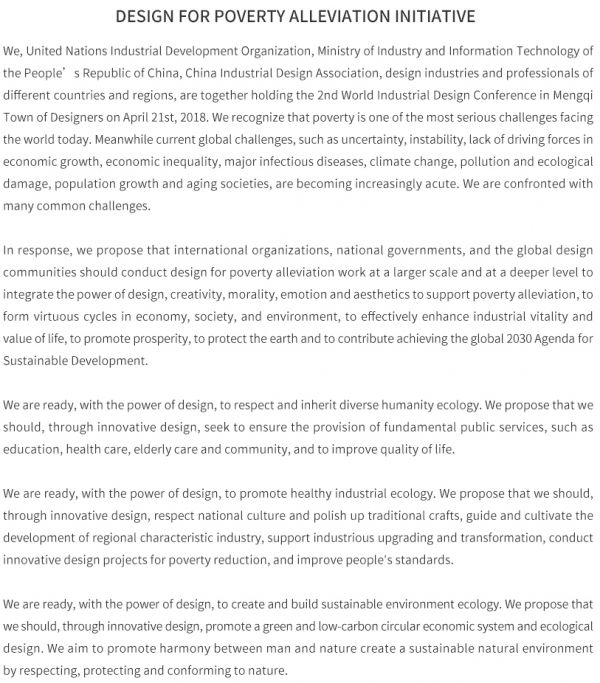 DESIGN FOR POVERTY ALLEVIATION INITIATIVE
We, United Nations Industrial Development Organization, Ministry of Industry and Information Technology of
the People’s Republic of China, China Industrial Design Association, design industries and professionals of
different countries and regions, are together holding the 2nd World Industrial Design Conference in Mengqi
Town of Designers on April 21st, 2018. We recognize that poverty is one of the most serious challenges facing
the world today. Meanwhile current global challenges, such as uncertainty, instability, lack of driving forces in
economic growth, economic inequality, major infectious diseases, climate change, pollution and ecological
damage, population growth and aging societies, are becoming increasingly acute. We are confronted with
many common challenges.
In response, we propose that international organizations, national governments, and the global design
communities should conduct design for poverty alleviation work at a larger scale and at a deeper level to
integrate the power of design, creativity, morality, emotion and aesthetics to support poverty alleviation, to
form virtuous cycles in economy, society, and environment, to effectively enhance industrial vitality and
value of life, to promote prosperity, to protect the earth and to contribute achieving the global 2030 Agenda for
Sustainable Development.
We are ready, with the power of design, to respect and inherit diverse humanity ecology. We propose that we
should, through innovative design, seek to ensure the provision of fundamental public services, such as
education, health care, elderly care and community, and to improve quality of life.
We are ready, with the power of design, to promote healthy industrial ecology. We propose that we should,
through innovative design, respect national culture and polish up traditional crafts, guide and cultivate the
development of regional characteristic industry, support industrious upgrading and transformation, conduct
innovative design projects for poverty reduction, and improve people's standards.
We are ready, with the power of design, to create and build sustainable environment ecology. We propose that
we should, through innovative design, promote a green and low-carbon circular economic system and ecological
design. We aim to promote harmony between man and nature create a sustainable natural environment
by respecting, protecting and conforming to nature.